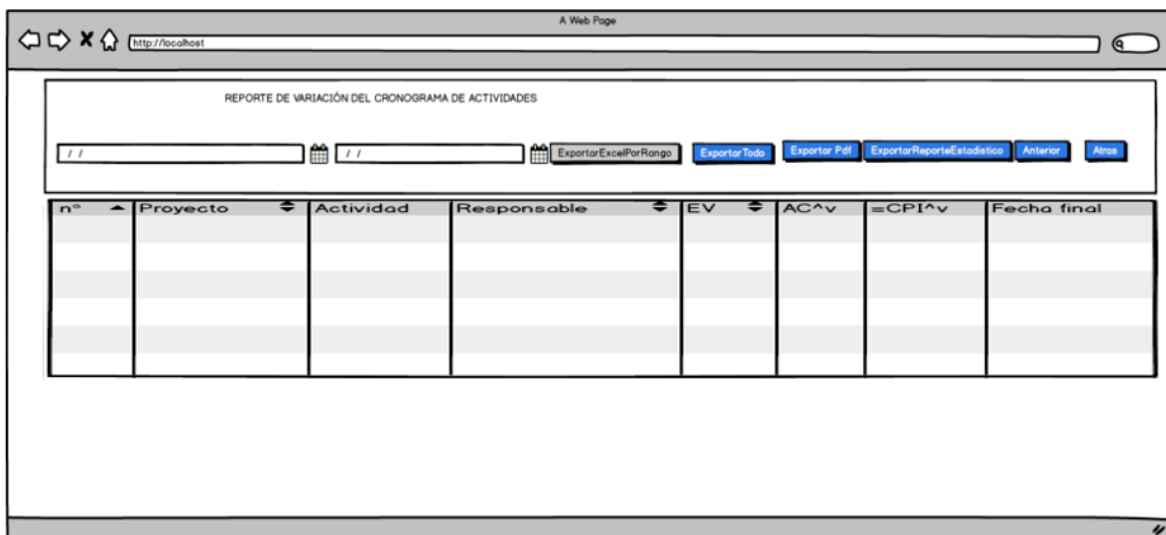 A Web Page
http://localhost
REPORTE DE VARIACIÓN DEL CRONOGRAMA DE ACTIVIDADES
/ / / / ExportarExcelPorRango ExportarTodo Exportar Pdf ExportarReporteEstadistico Anterior Atras
nº Proyecto Actividad Responsable EV AC^v =CPI^v Fecha final